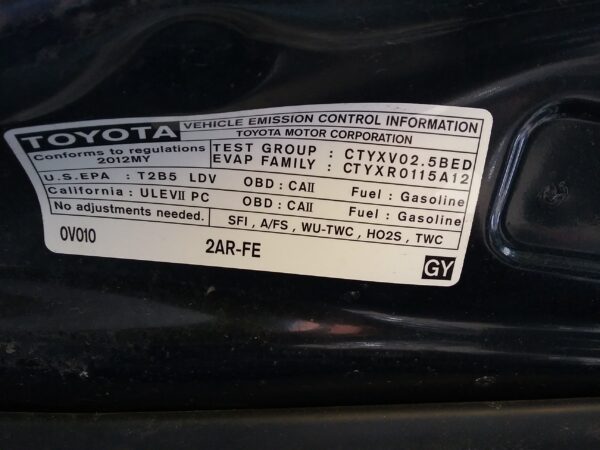 TOYOTA VEHICLE EMISSION CONTROL INFORMATION
TOYOTA MOTOR CORPORATION
Conforms to regulations
2012MY
TEST GROUP : CTYXV02.5BED
EVAP FAMILY : CTYXR0115A12
U.S.EPA : T2B5 LDV OBD : CAII Fuel : Gasoline
California : ULEVII PC OBD : CAII Fuel : Gasoline
No adjustments needed. SFI , A/FS , WU-TWC , HO2S , TWC
0V010 2AR-FE GY